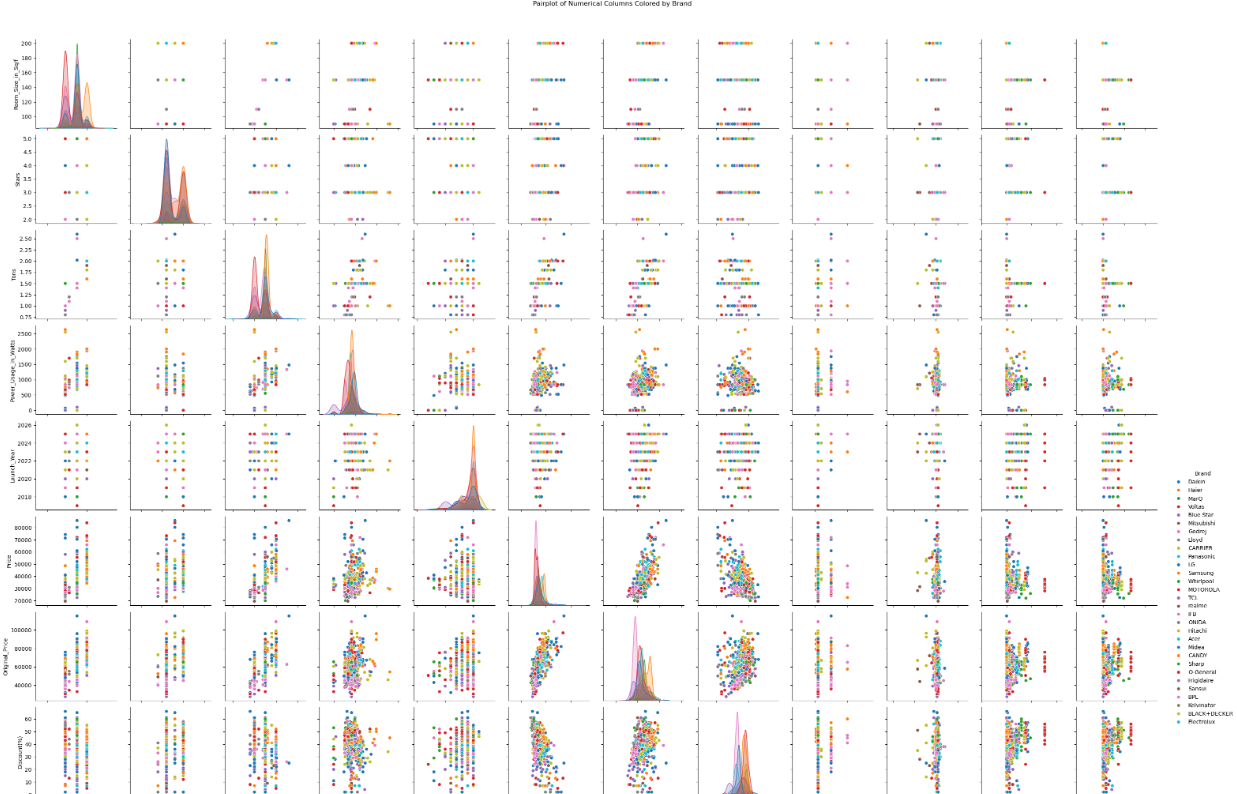 Pairplot of Numerical Columns Colored by Brand
Room_Size_in_Sqlf
200
180
160
140
120
100
Stars
5.0
4.5
4.0
3.5
3.0
2.5
2.0
Tons
2.50
2.25
2.00
1.75
1.50
1.25
1.00
0.75
Power_Usage_in_Watts
2500
2000
1500
1000
500
0
Launch_Year
2026
2024
2022
2020
2018
Price
80000
70000
60000
50000
40000
30000
20000
Original_Price
100000
80000
60000
40000
Discount(%)
60
50
40
30
20
10
0
Brand
Daikin
Haier
MarQ
Voltas
Blue Star
Mitsubishi
Godrej
Lloyd
CARRIER
Panasonic
LG
Samsung
Whirlpool
MOTOROLA
TCL
realme
IFB
ONIDA
Hitachi
Acer
Midea
CANDY
Sharp
O-General
Frigidaire
Sansui
BPL
Kelvinator
BLACK+DECKER
Electrolux